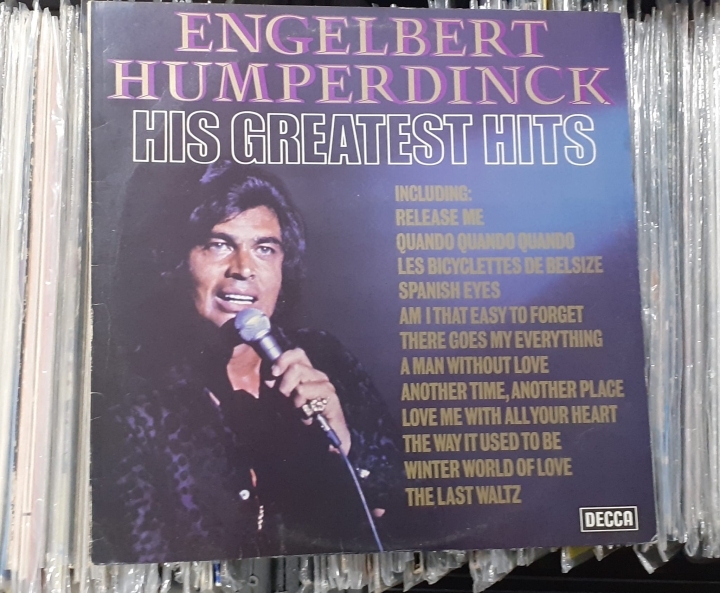 ENGELBERT
HUMPERDINCK
HIS GREATEST HITS
INCLUDING:
RELEASE ME
QUANDO QUANDO QUANDO
LES BICYCLETTES DE BELSIZE
SPANISH EYES
AM I THAT EASY TO FORGET
THERE GOES MY EVERYTHING
A MAN WITHOUT LOVE
ANOTHER TIME, ANOTHER PLACE
LOVE ME WITH ALL YOUR HEART
THE WAY IT USED TO BE
WINTER WORLD OF LOVE
THE LAST WALTZ
DECCA